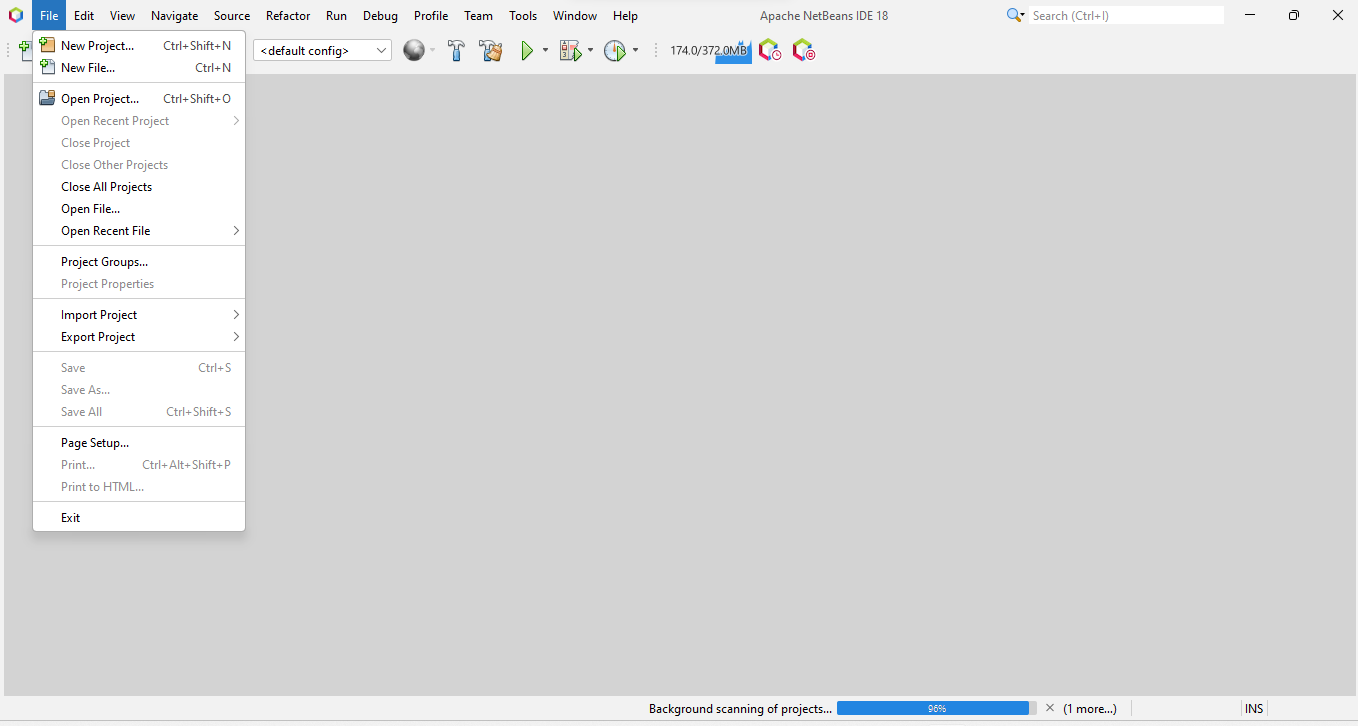 File Edit View Navigate Source Refactor Run Debug Profile Team Tools Window Help Apache NetBeans IDE 18 Search (Ctrl+I)
<default config> 174.0/372.0MB
New Project... Ctrl+Shift+N
New File... Ctrl+N
Open Project... Ctrl+Shift+O
Open Recent Project
Close Project
Close Other Projects
Close All Projects
Open File...
Open Recent File
Project Groups...
Project Properties
Import Project
Export Project
Save Ctrl+S
Save As...
Save All Ctrl+Shift+S
Page Setup...
Print... Ctrl+Alt+Shift+P
Print to HTML...
Exit
Background scanning of projects... 96% (1 more...) INS